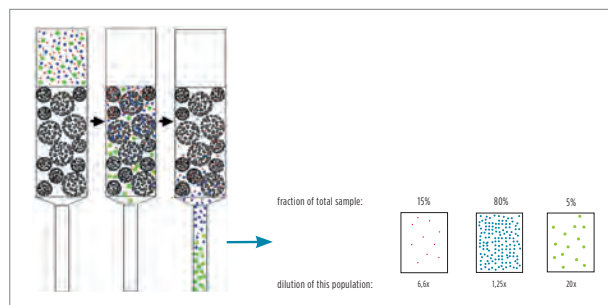 fraction of total sample: 15% 80% 5%
dilution of this population: 6,6x 1,25x 20x